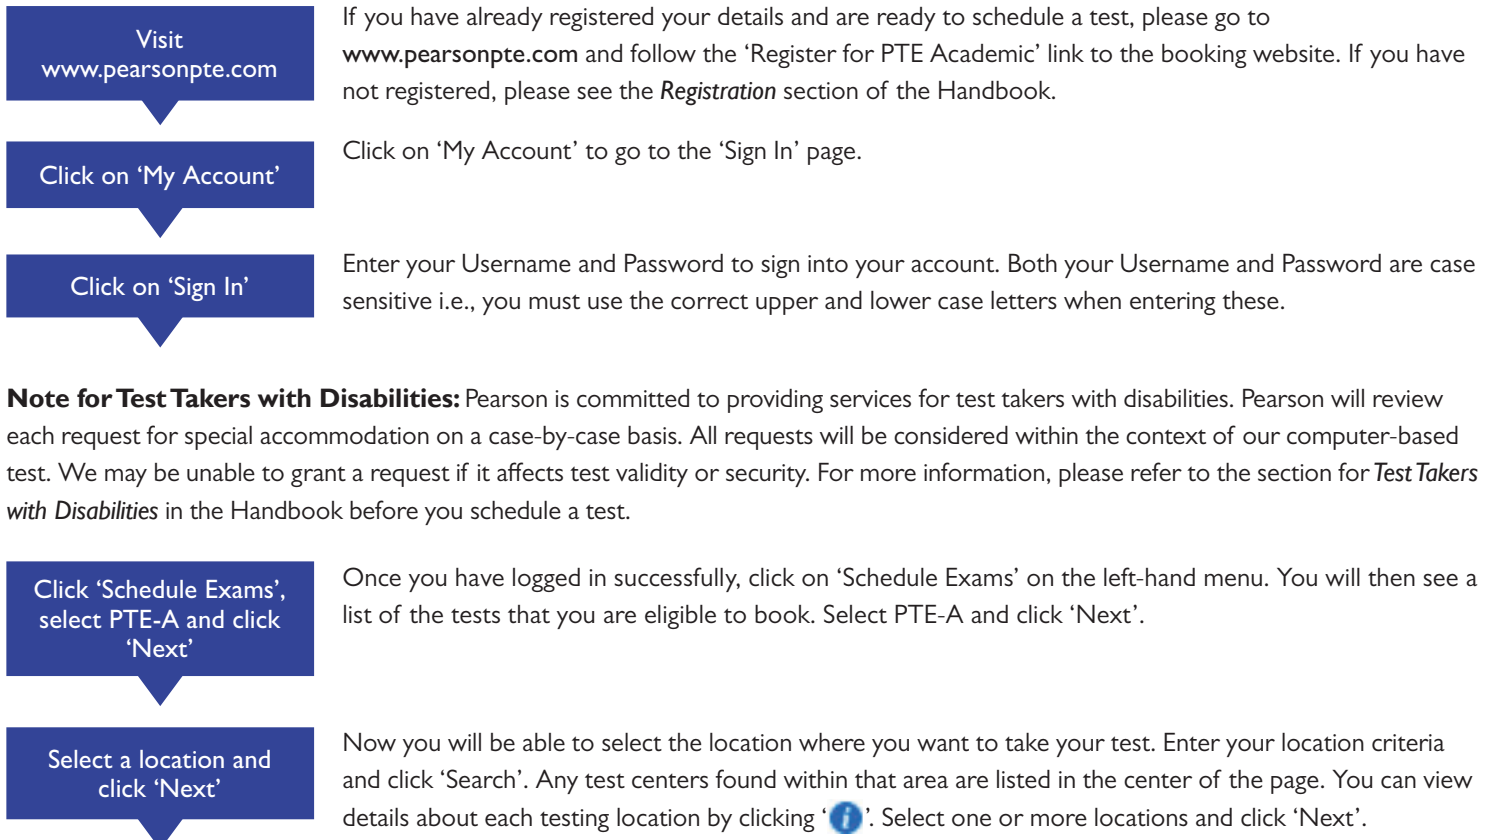 Visit
www.pearsonpte.com
If you have already registered your details and are ready to schedule a test, please go to
www.pearsonpte.com and follow the ‘Register for PTE Academic’ link to the booking website. If you have
not registered, please see the Registration section of the Handbook.
Click on ‘My Account’
Click on ‘My Account’ to go to the ‘Sign In’ page.
Click on ‘Sign In’
Enter your Username and Password to sign into your account. Both your Username and Password are case
sensitive i.e., you must use the correct upper and lower case letters when entering these.
Note for Test Takers with Disabilities: Pearson is committed to providing services for test takers with disabilities. Pearson will review
each request for special accommodation on a case-by-case basis. All requests will be considered within the context of our computer-based
test. We may be unable to grant a request if it affects test validity or security. For more information, please refer to the section for Test Takers
with Disabilities in the Handbook before you schedule a test.
Click ‘Schedule Exams’,
select PTE-A and click
‘Next’
Once you have logged in successfully, click on ‘Schedule Exams’ on the left-hand menu. You will then see a
list of the tests that you are eligible to book. Select PTE-A and click ‘Next’.
Select a location and
click ‘Next’
Now you will be able to select the location where you want to take your test. Enter your location criteria
and click ‘Search’. Any test centers found within that area are listed in the center of the page. You can view
details about each testing location by clicking ‘i’. Select one or more locations and click ‘Next’.